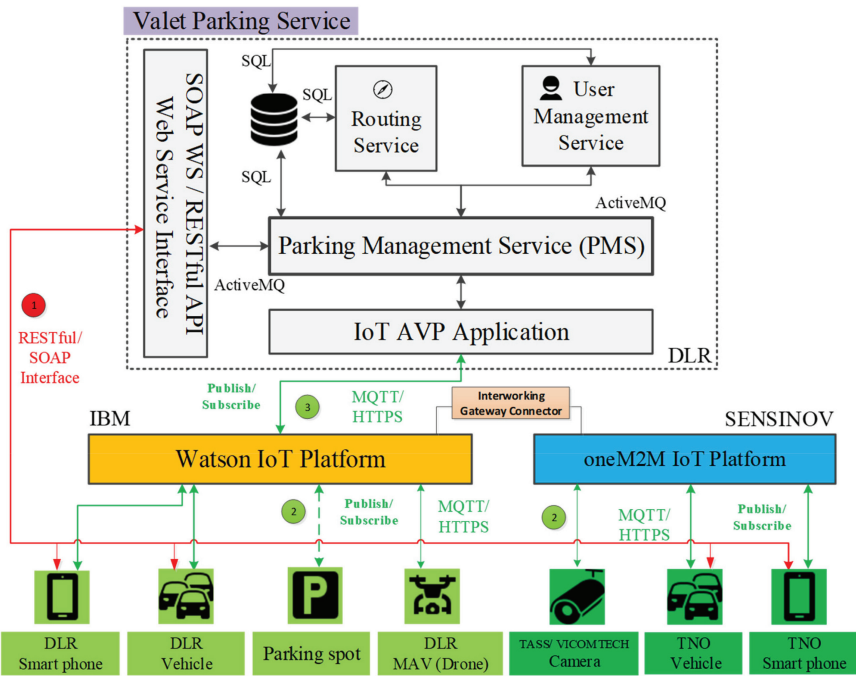 Valet Parking Service
SOAP WS / RESTful API
Web Service Interface
SQL
SQL
SQL
Routing
Service
User
Management
Service
ActiveMQ
Parking Management Service (PMS)
ActiveMQ
IoT AVP Application
DLR
1
RESTful/
SOAP
Interface
Publish/
Subscribe
3
MQTT/
HTTPS
Interworking
Gateway Connector
IBM
SENSINOV
Watson IoT Platform
oneM2M IoT Platform
2
Publish/
Subscribe
MQTT/
HTTPS
2
MQTT/
HTTPS
Publish/
Subscribe
P
DLR
Smart phone
DLR
Vehicle
Parking spot
DLR
MAV (Drone)
TASS/ VICOMTECH
Camera
TNO
Vehicle
TNO
Smart phone